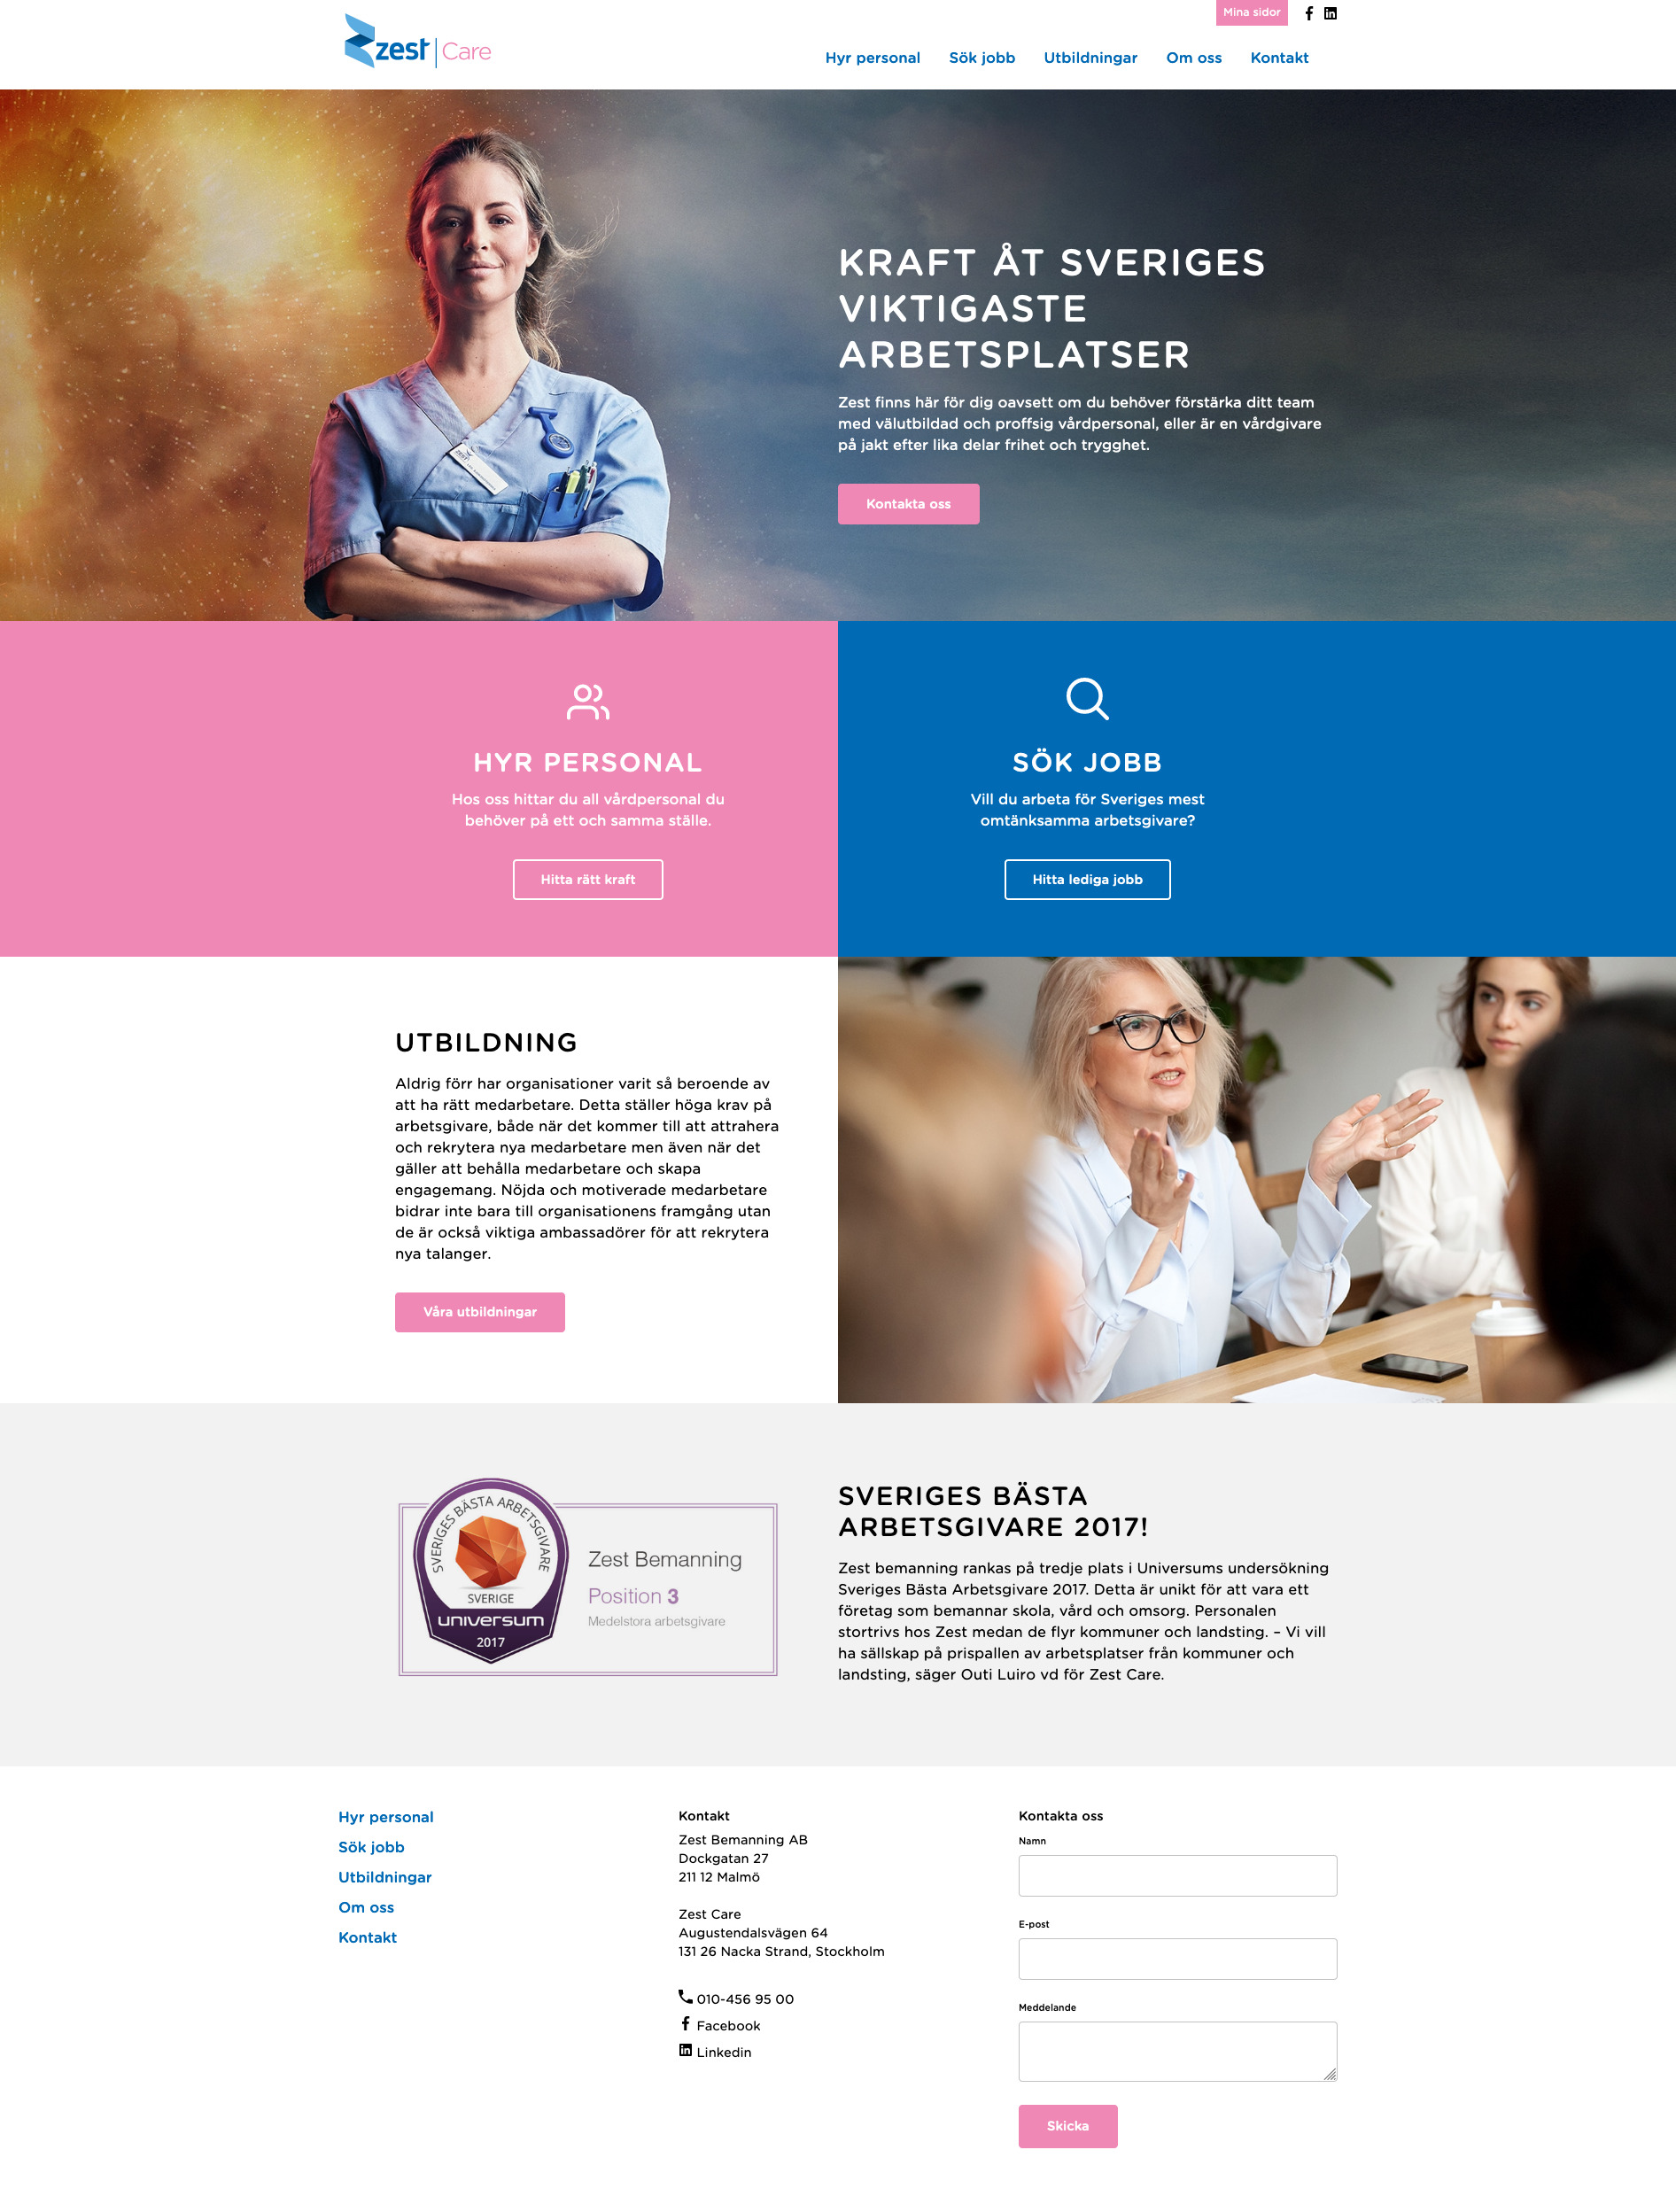 Mina sidor
zest Care
Hyr personal Sök jobb Utbildningar Om oss Kontakt
KRAFT ÅT SVERIGES
VIKTIGASTE
ARBETSPLATSER
Zest finns här för dig oavsett om du behöver förstärka ditt team
med välutbildad och proffsig vårdpersonal, eller är en vårdgivare
på jakt efter lika delar frihet och trygghet.
Kontakta oss
ZEST
HYR PERSONAL
Hos oss hittar du all vårdpersonal du
behöver på ett och samma ställe.
Hitta rätt kraft
SÖK JOBB
Vill du arbeta för Sveriges mest
omtänksamma arbetsgivare?
Hitta lediga jobb
UTBILDNING
Aldrig förr har organisationer varit så beroende av
att ha rätt medarbetare. Detta ställer höga krav på
arbetsgivare, både när det kommer till att attrahera
och rekrytera nya medarbetare men även när det
gäller att behålla medarbetare och skapa
engagemang. Nöjda och motiverade medarbetare
bidrar inte bara till organisationens framgång utan
de är också viktiga ambassadörer för att rekrytera
nya talanger.
Våra utbildningar
SVERIGES BÄSTA ARBETSGIVARE
SVERIGE
universum
2017
Zest Bemanning
Position 3
Medelstora arbetsgivare
SVERIGES BÄSTA
ARBETSGIVARE 2017!
Zest bemanning rankas på tredje plats i Universums undersökning
Sveriges Bästa Arbetsgivare 2017. Detta är unikt för att vara ett
företag som bemannar skola, vård och omsorg. Personalen
stortrivs hos Zest medan de flyr kommuner och landsting. – Vi vill
ha sällskap på prispallen av arbetsplatser från kommuner och
landsting, säger Outi Luiro vd för Zest Care.
Hyr personal
Sök jobb
Utbildningar
Om oss
Kontakt
Kontakt
Zest Bemanning AB
Dockgatan 27
211 12 Malmö
Zest Care
Augustendalsvägen 64
131 26 Nacka Strand, Stockholm
010-456 95 00
Facebook
Linkedin
Kontakta oss
Namn
E-post
Meddelande
Skicka